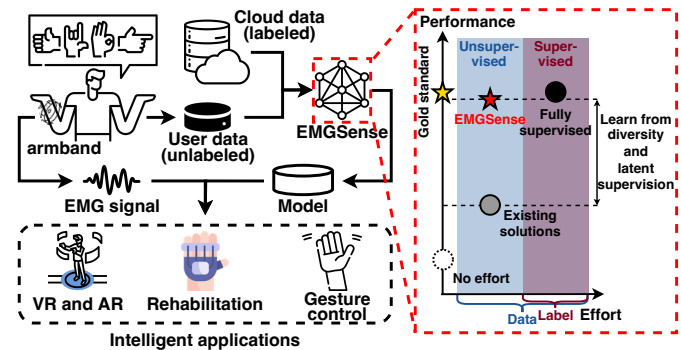 Cloud data
(labeled)
armband
User data
(unlabeled)
EMGSense
EMG signal
Model
VR and AR
Rehabilitation
Gesture
control
Intelligent applications
Performance
Gold standard
Unsuper-
vised
Super-
vised
EMGSense
Fully
supervised
Learn from
diversity
and
latent
supervision
Existing
solutions
No effort
Data
Label
Effort